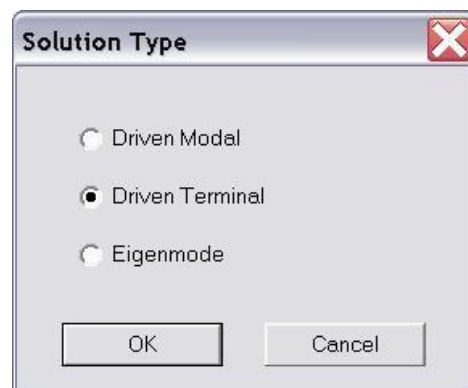 Solution Type
Driven Modal
Driven Terminal
Eigenmode
OK
Cancel